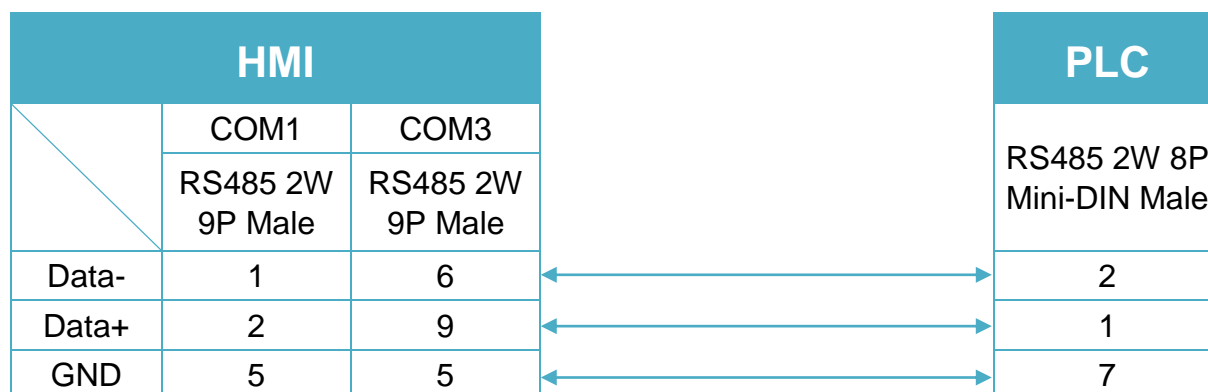 HMI
PLC
COM1
COM3
RS485 2W
9P Male
RS485 2W
9P Male
RS485 2W 8P
Mini-DIN Male
Data-
1
6
2
Data+
2
9
1
GND
5
5
7